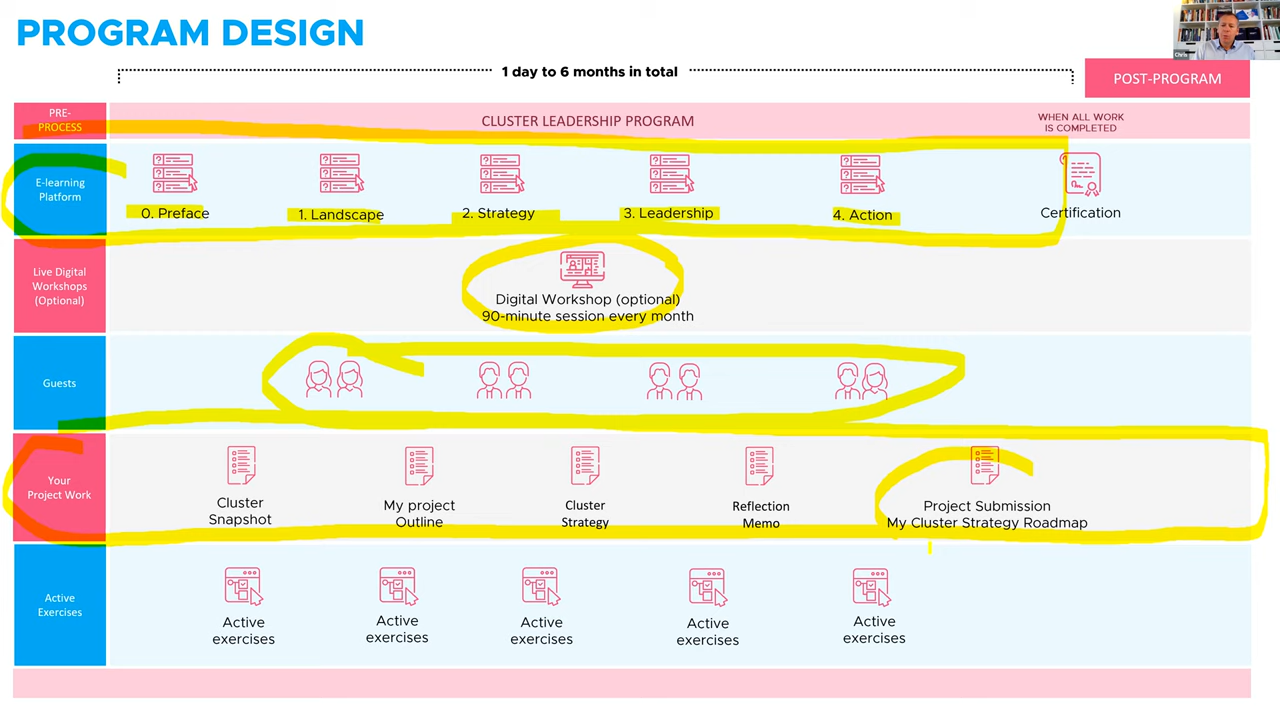 PROGRAM DESIGN
Chris
1 day to 6 months in total
POST-PROGRAM
PRE-
PROCESS
CLUSTER LEADERSHIP PROGRAM
WHEN ALL WORK
IS COMPLETED
E-learning
Platform
0. Preface
1. Landscape
2. Strategy
3. Leadership
4. Action
Certification
Live Digital
Workshops
(Optional)
Digital Workshop (optional)
90-minute session every month
Guests
Your
Project Work
Cluster
Snapshot
My project
Outline
Cluster
Strategy
Reflection
Memo
Project Submission
My Cluster Strategy Roadmap
Active
Exercises
Active
exercises
Active
exercises
Active
exercises
Active
exercises
Active
exercises